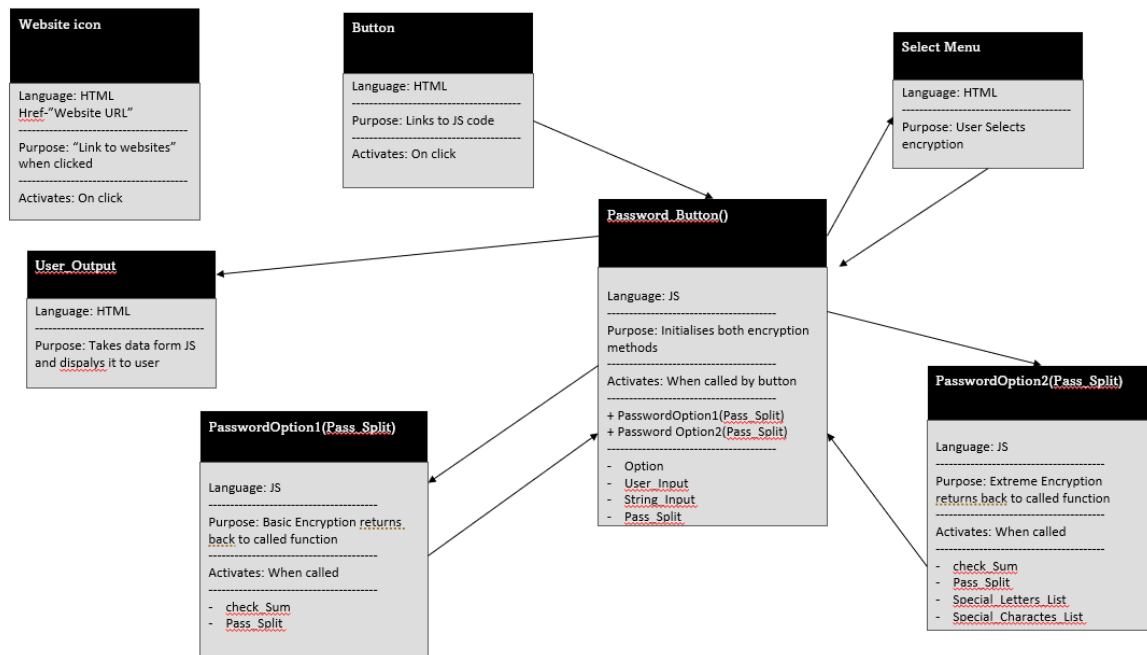 Website icon
Language: HTML
Href-“Website URL”
---------------------------------------
Purpose: “Link to websites”
when clicked
---------------------------------------
Activates: On click
Button
Language: HTML
---------------------------------------
Purpose: Links to JS code
---------------------------------------
Activates: On click
Select Menu
Language: HTML
---------------------------------------
Purpose: User Selects
encryption
User_Output
Language: HTML
---------------------------------------
Purpose: Takes data form JS
and dispalys it to user
Password_Button()
Language: JS
---------------------------------------
Purpose: Initialises both encryption
methods
---------------------------------------
Activates: When called by button
---------------------------------------
+ PasswordOption1(Pass_Split)
+ Password Option2(Pass_Split)
---------------------------------------
- Option
- User_Input
- String_Input
- Pass_Split
PasswordOption1(Pass_Split)
Language: JS
---------------------------------------
Purpose: Basic Encryption returns
back to called function
---------------------------------------
Activates: When called
---------------------------------------
- check_Sum
- Pass_Split
PasswordOption2(Pass_Split)
Language: JS
---------------------------------------
Purpose: Extreme Encryption
returns back to called function
---------------------------------------
Activates: When called
---------------------------------------
- check_Sum
- Pass_Split
- Special_Letters_List
- Special_Charactes_List